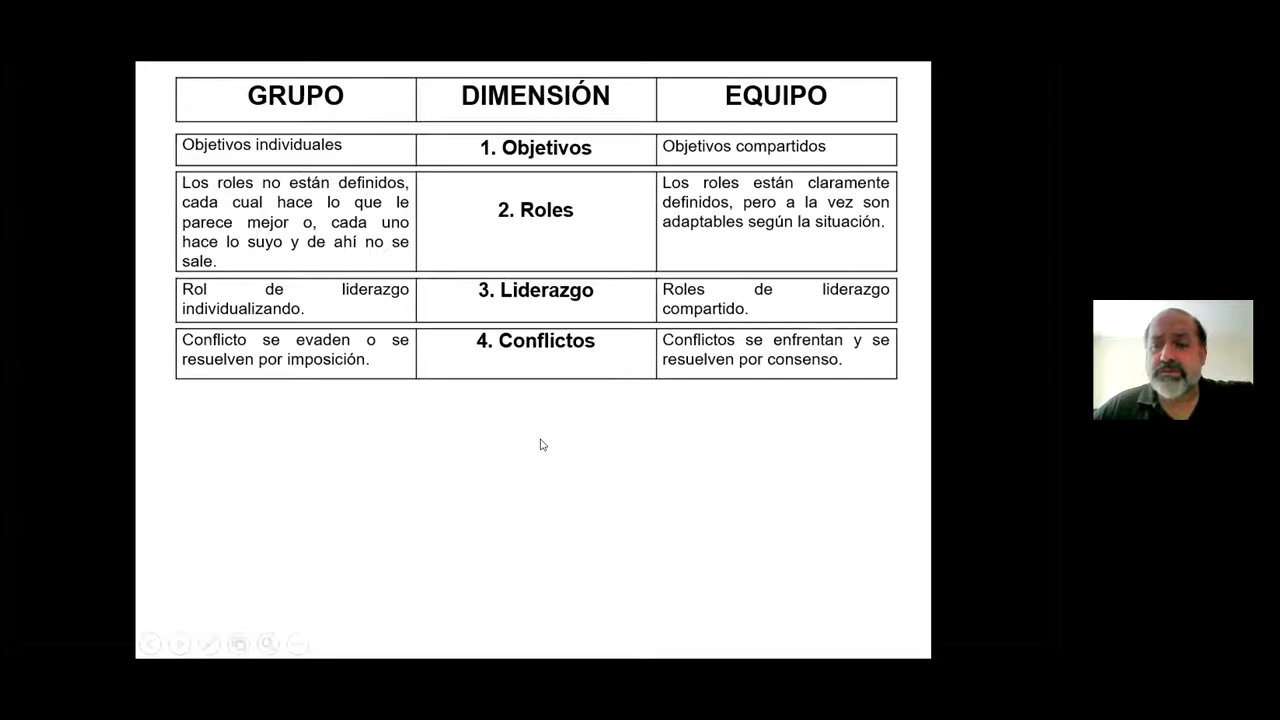 GRUPO
DIMENSIÓN
EQUIPO
Objetivos individuales
1. Objetivos
Objetivos compartidos
Los roles no están definidos,
cada cual hace lo que le
parece mejor o, cada uno
hace lo suyo y de ahí no se
sale.
2. Roles
Los roles están claramente
definidos, pero a la vez son
adaptables según la situación.
Rol de liderazgo
individualizando.
3. Liderazgo
Roles de liderazgo
compartido.
Conflicto se evaden o se
resuelven por imposición.
4. Conflictos
Conflictos se enfrentan y se
resuelven por consenso.